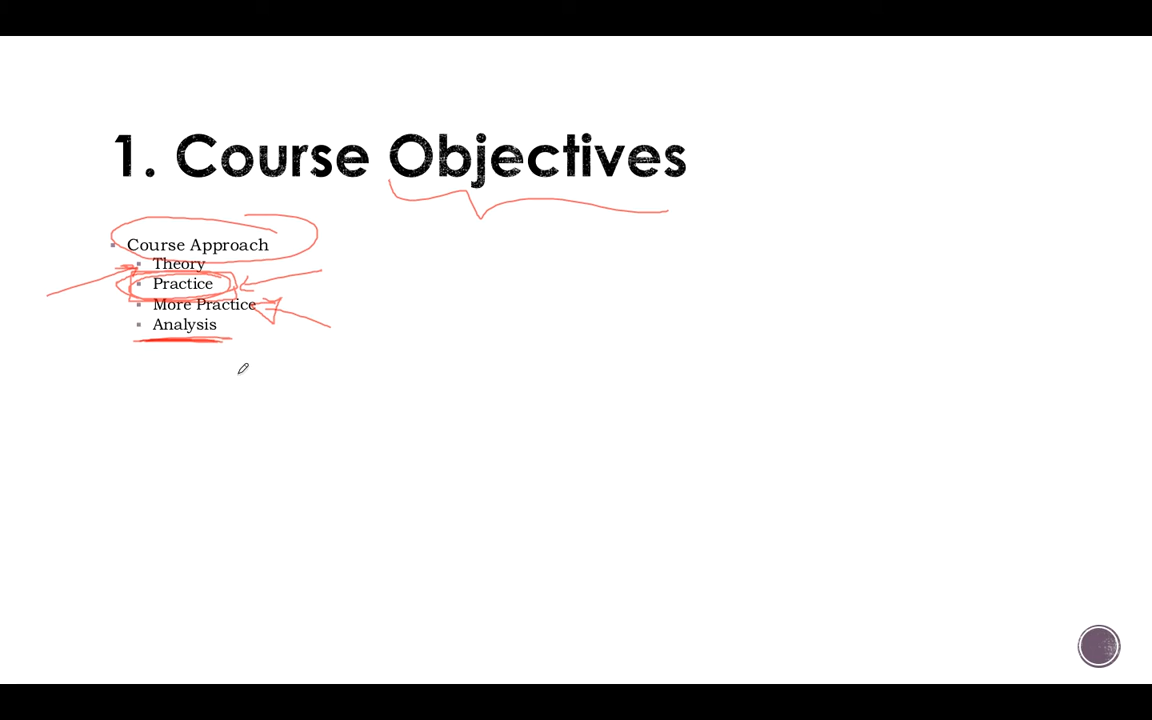 1. Course Objectives
Course Approach
Theory
Practice
More Practice
Analysis